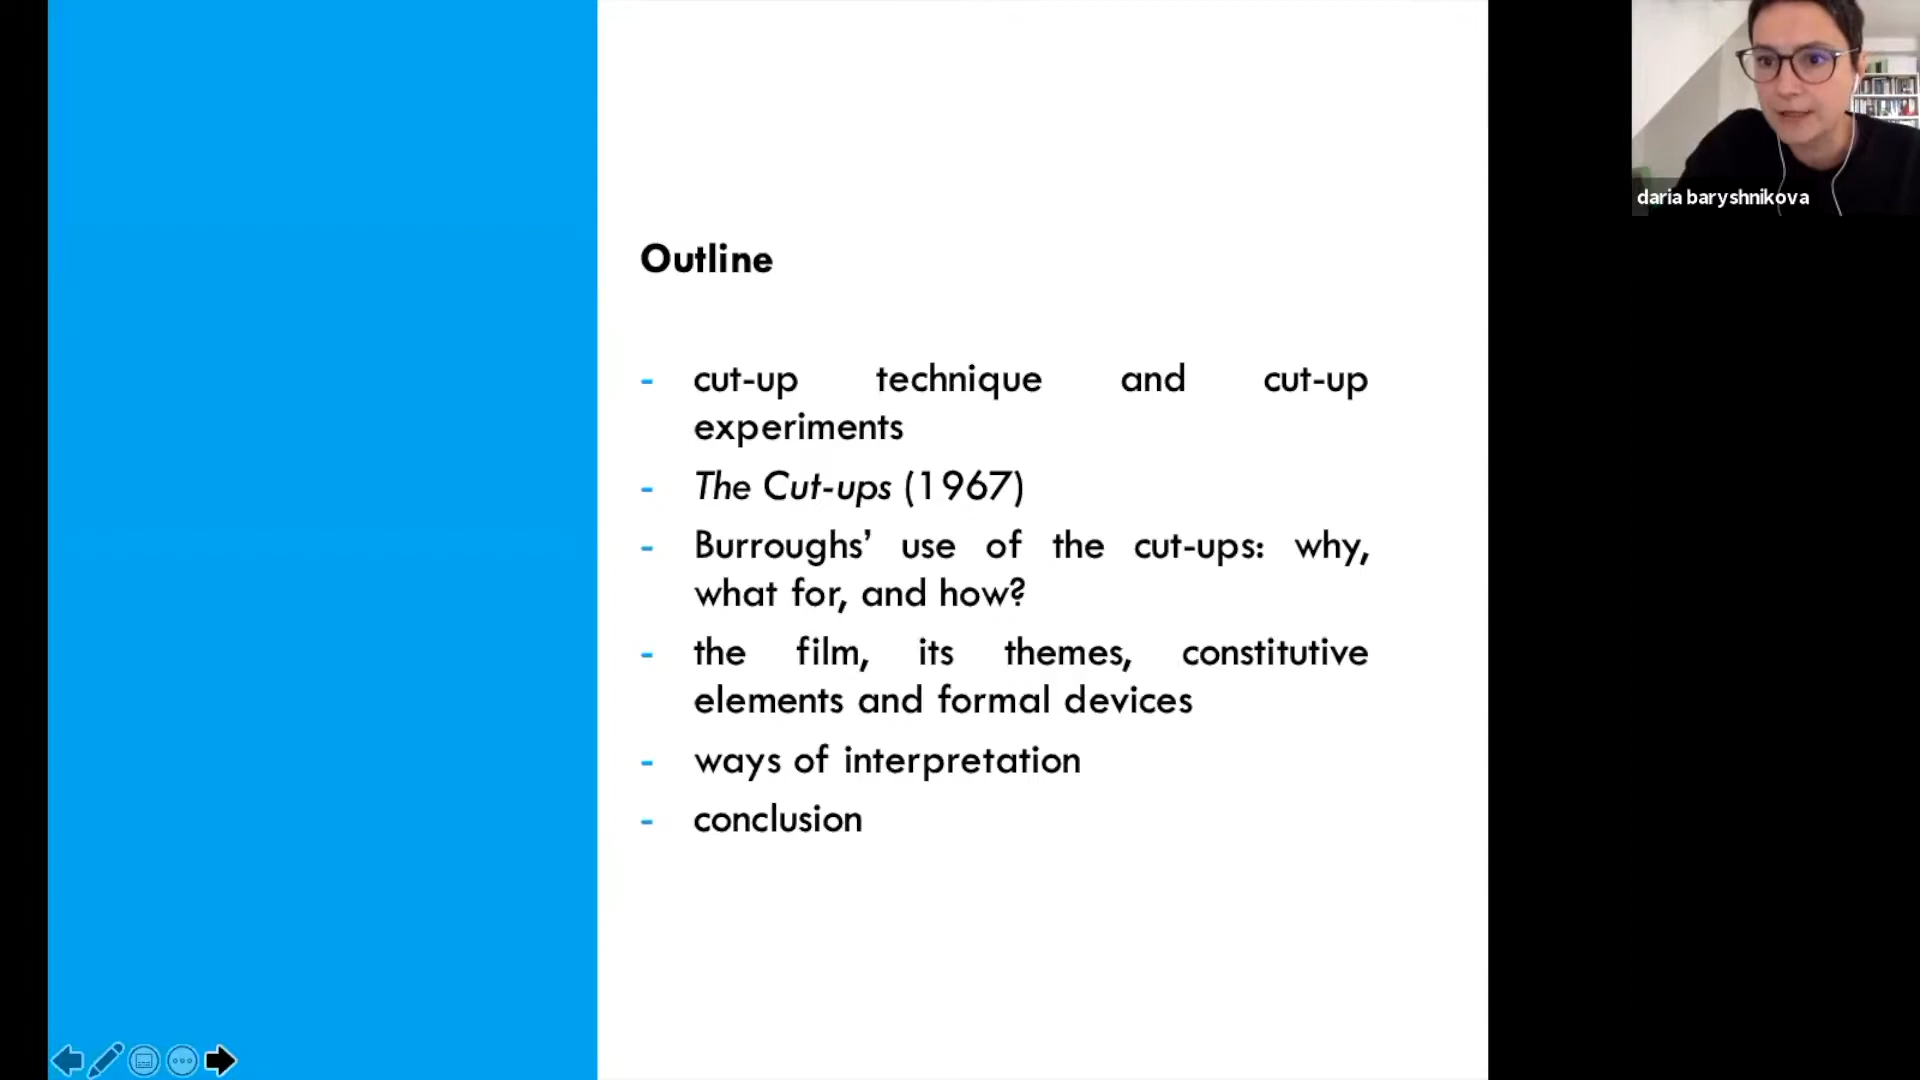 Outline
- cut-up technique and cut-up
experiments
- The Cut-ups (1967)
- Burroughs’ use of the cut-ups: why,
what for, and how?
- the film, its themes, constitutive
elements and formal devices
- ways of interpretation
- conclusion
daria baryshnikova